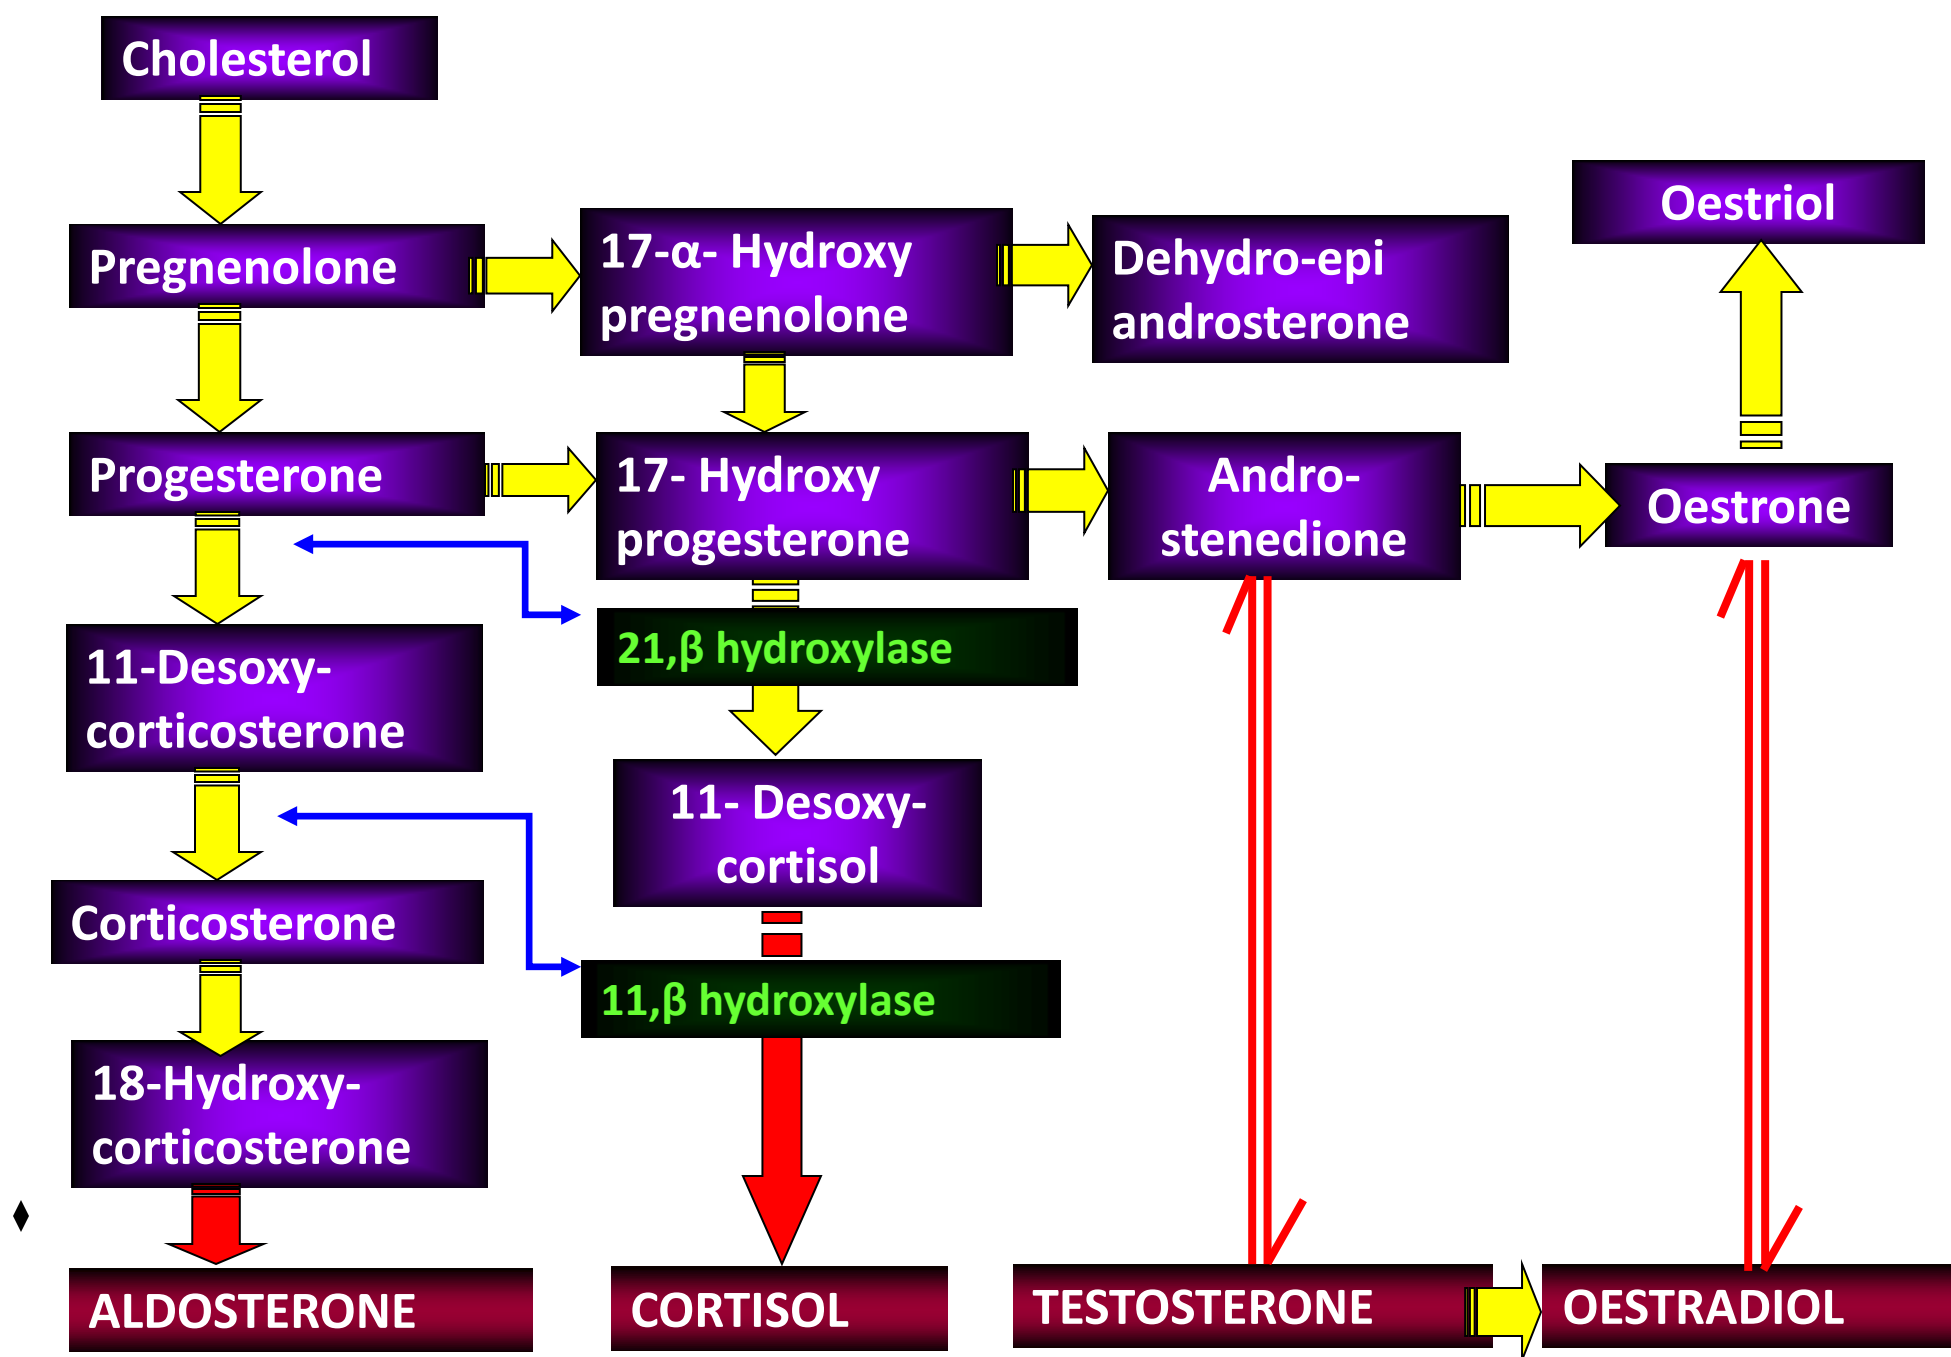 Cholesterol
Oestriol
Pregnenolone
17-α- Hydroxy
pregnenolone
Dehydro-epi
androsterone
Progesterone
17- Hydroxy
progesterone
Andro-
stenedione
Oestrone
21,β hydroxylase
11-Desoxy-
corticosterone
11- Desoxy-
cortisol
Corticosterone
11,β hydroxylase
18-Hydroxy-
corticosterone
ALDOSTERONE
CORTISOL
TESTOSTERONE
OESTRADIOL